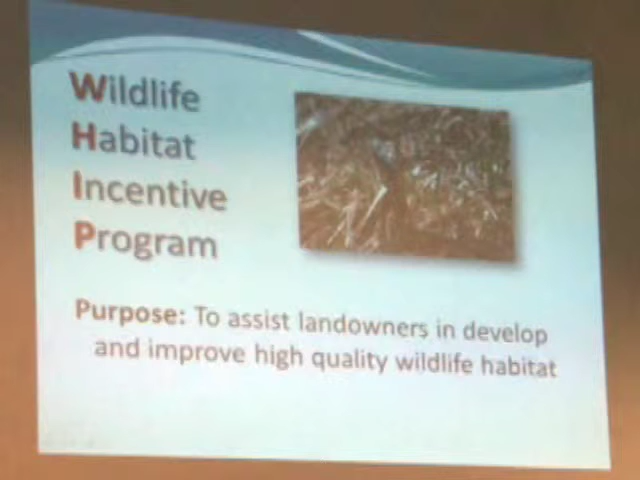 Wildlife
Habitat
Incentive
Program
Purpose: To assist landowners in develop
and improve high quality wildlife habitat